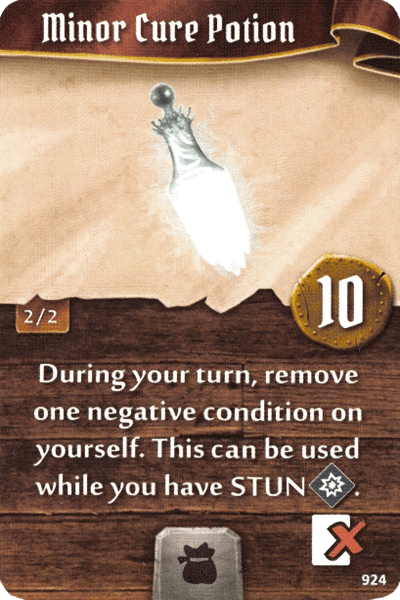 Minor Cure Potion
2/2
10
During your turn, remove
one negative condition on
yourself. This can be used
while you have STUN .
924